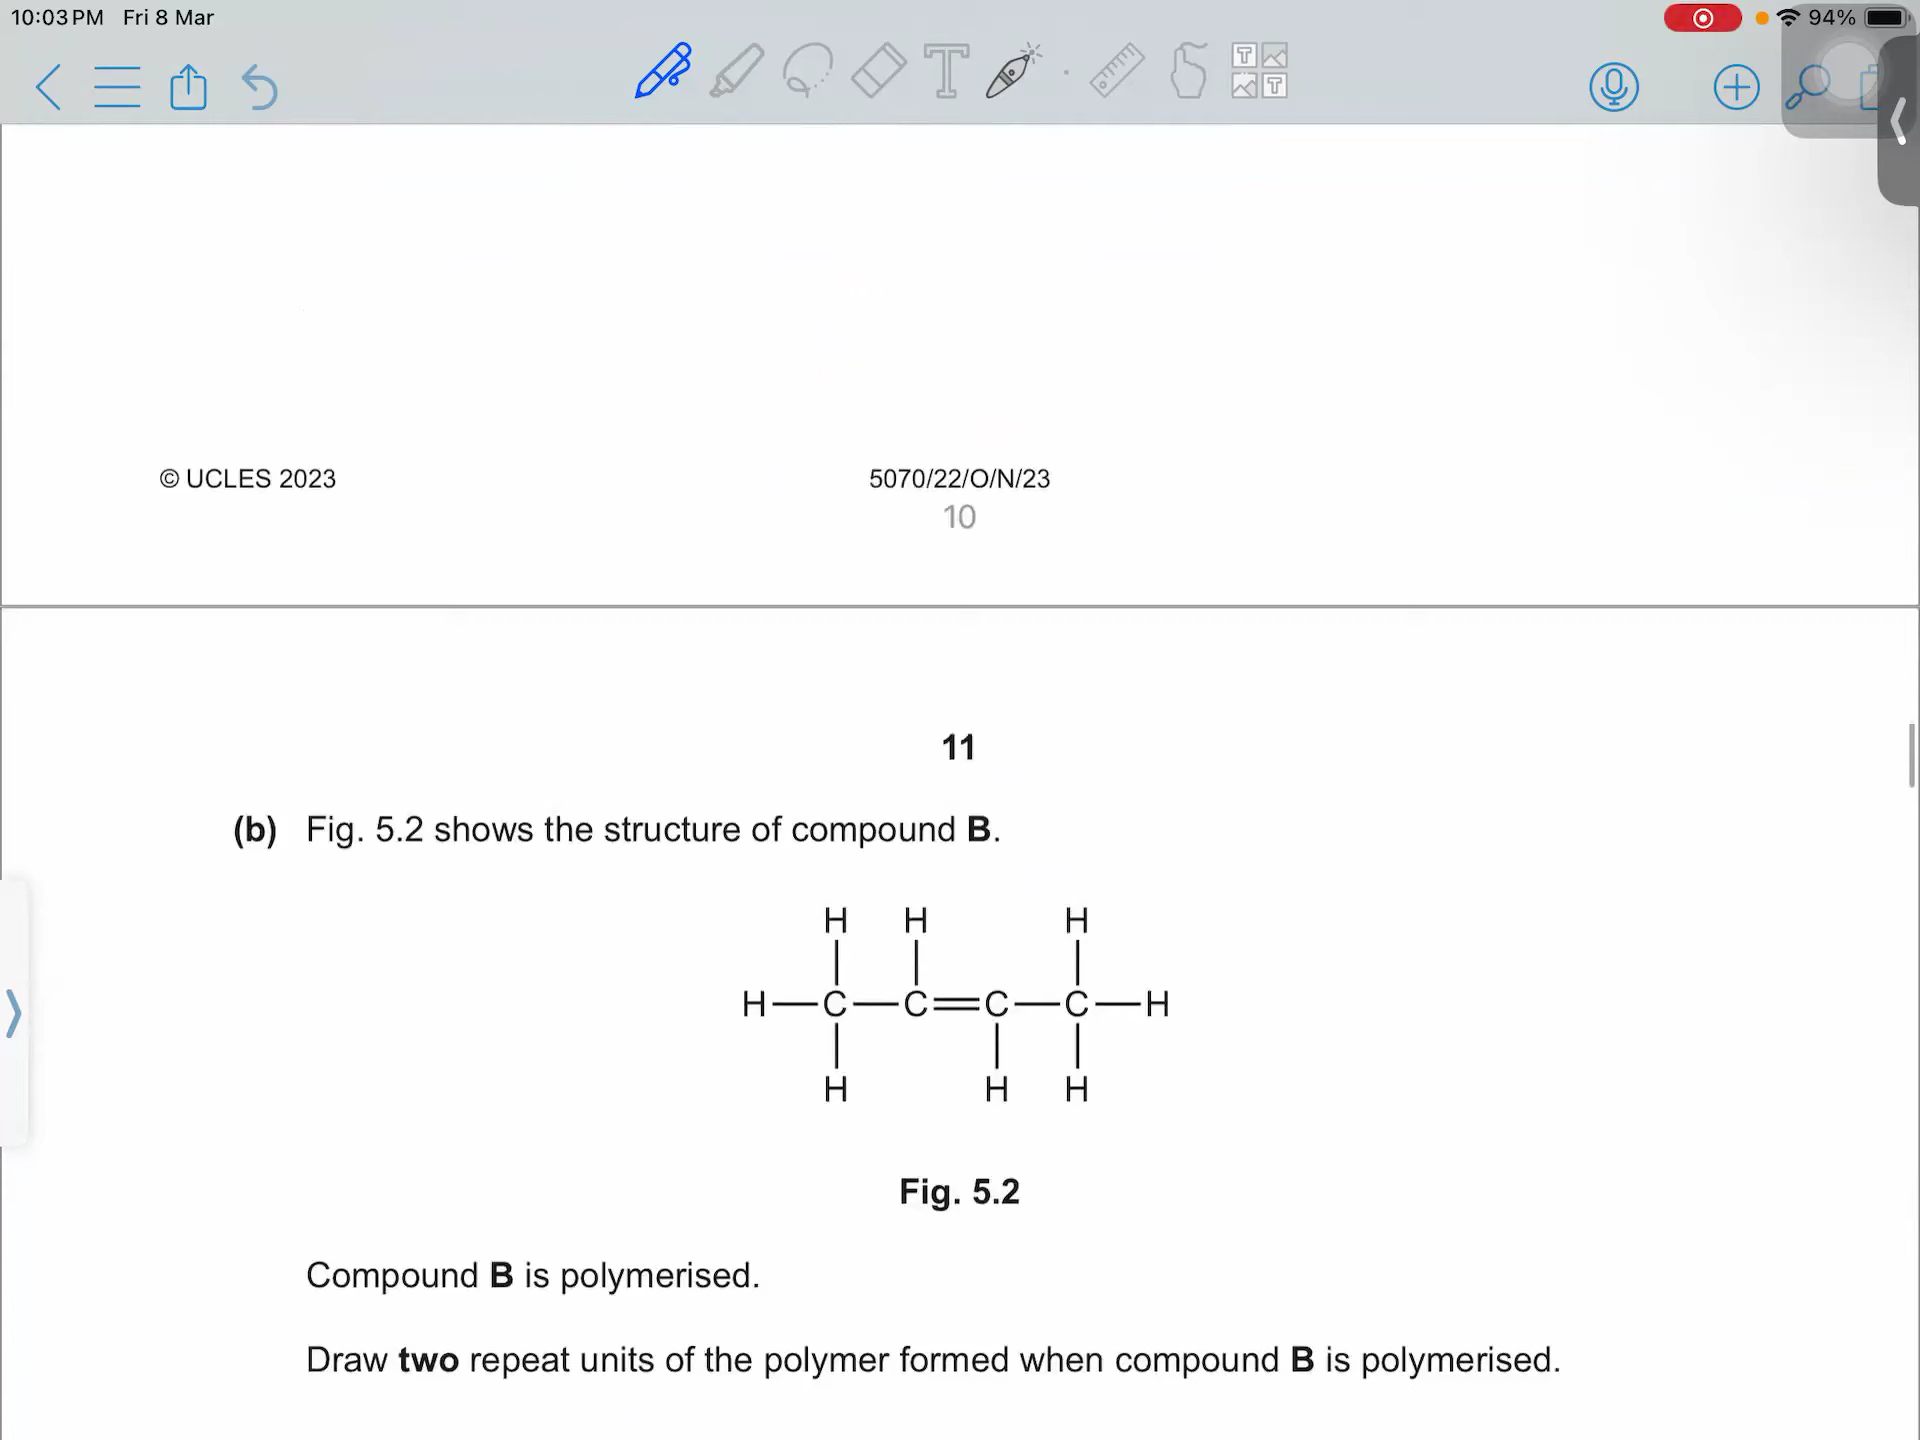 10:03 PM Fri 8 Mar
94%
© UCLES 2023
5070/22/O/N/23
10
11
(b) Fig. 5.2 shows the structure of compound B.
H H H
H C C C C H
H H H
Fig. 5.2
Compound B is polymerised.
Draw two repeat units of the polymer formed when compound B is polymerised.